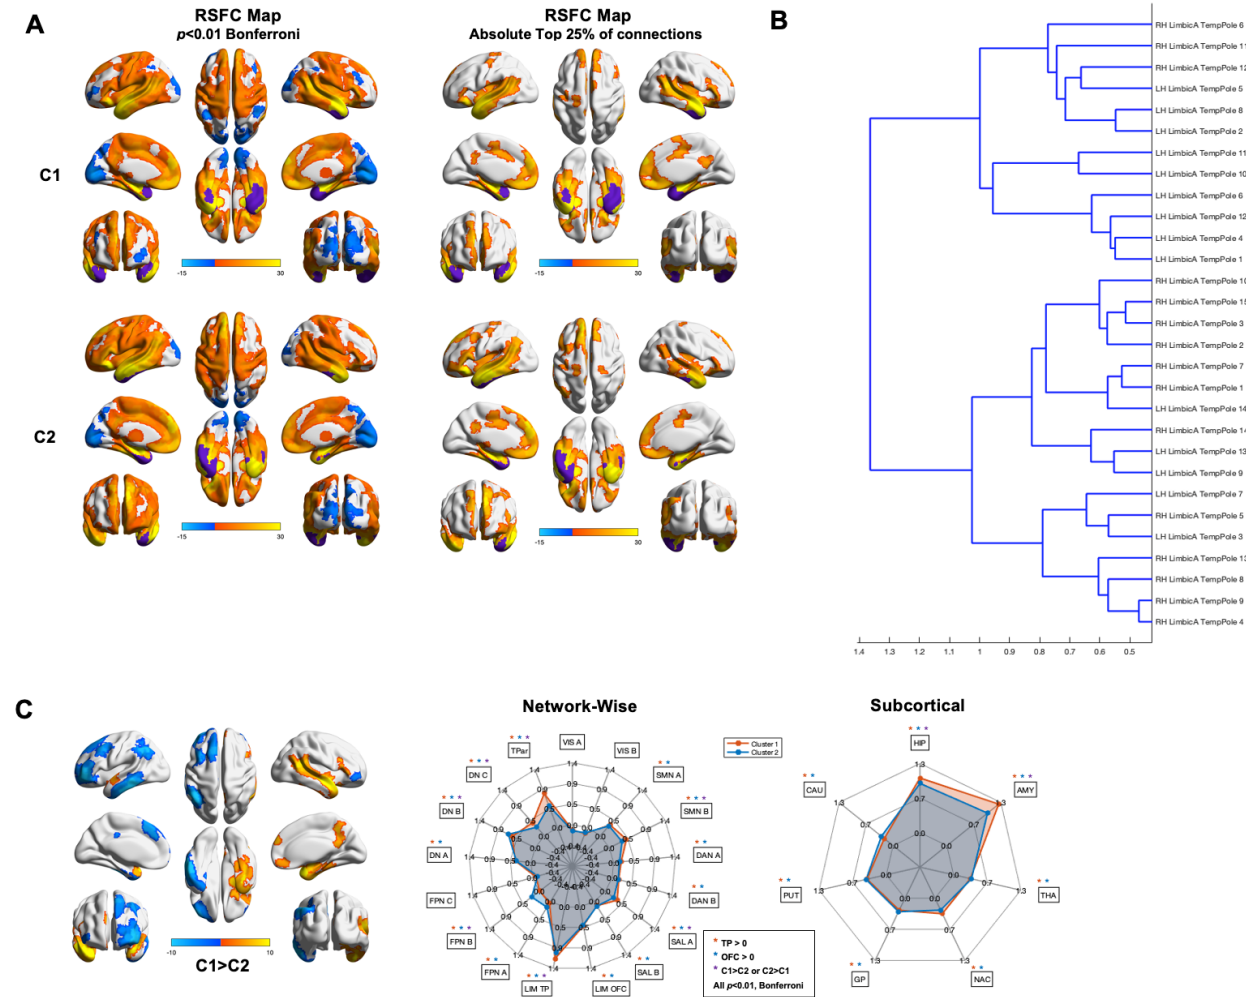 A
RSFC Map
p<0.01 Bonferroni
RSFC Map
Absolute Top 25% of connections
C1
-15
30
-15
30
C2
-15
30
-15
30
B
RH LimbicA TempPole 6
RH LimbicA TempPole 11
RH LimbicA TempPole 12
LH LimbicA TempPole 5
LH LimbicA TempPole 8
LH LimbicA TempPole 2
LH LimbicA TempPole 11
LH LimbicA TempPole 10
LH LimbicA TempPole 6
LH LimbicA TempPole 12
LH LimbicA TempPole 4
LH LimbicA TempPole 1
RH LimbicA TempPole 10
RH LimbicA TempPole 15
RH LimbicA TempPole 3
RH LimbicA TempPole 2
RH LimbicA TempPole 7
RH LimbicA TempPole 1
LH LimbicA TempPole 14
RH LimbicA TempPole 14
LH LimbicA TempPole 13
LH LimbicA TempPole 9
LH LimbicA TempPole 7
RH LimbicA TempPole 5
LH LimbicA TempPole 3
RH LimbicA TempPole 13
RH LimbicA TempPole 8
RH LimbicA TempPole 9
RH LimbicA TempPole 4
1.4 1.3 1.2 1.1 1 0.9 0.8 0.7 0.6 0.5
C
-10
10
C1>C2
Network-Wise
Cluster 1
Cluster 2
VIS A
VIS B
SMN A
SMN B
DAN A
DAN B
SAL A
SAL B
LIM OFC
LIM TP
FPN A
FPN B
FPN C
DN A
DN B
DN C
TPar
★ TP > 0
★ OFC > 0
★ C1>C2 or C2>C1
All p<0.01, Bonferroni
Subcortical
HIP
AMY
THA
NAC
GP
PUT
CAU
1.3
0.7
0.0